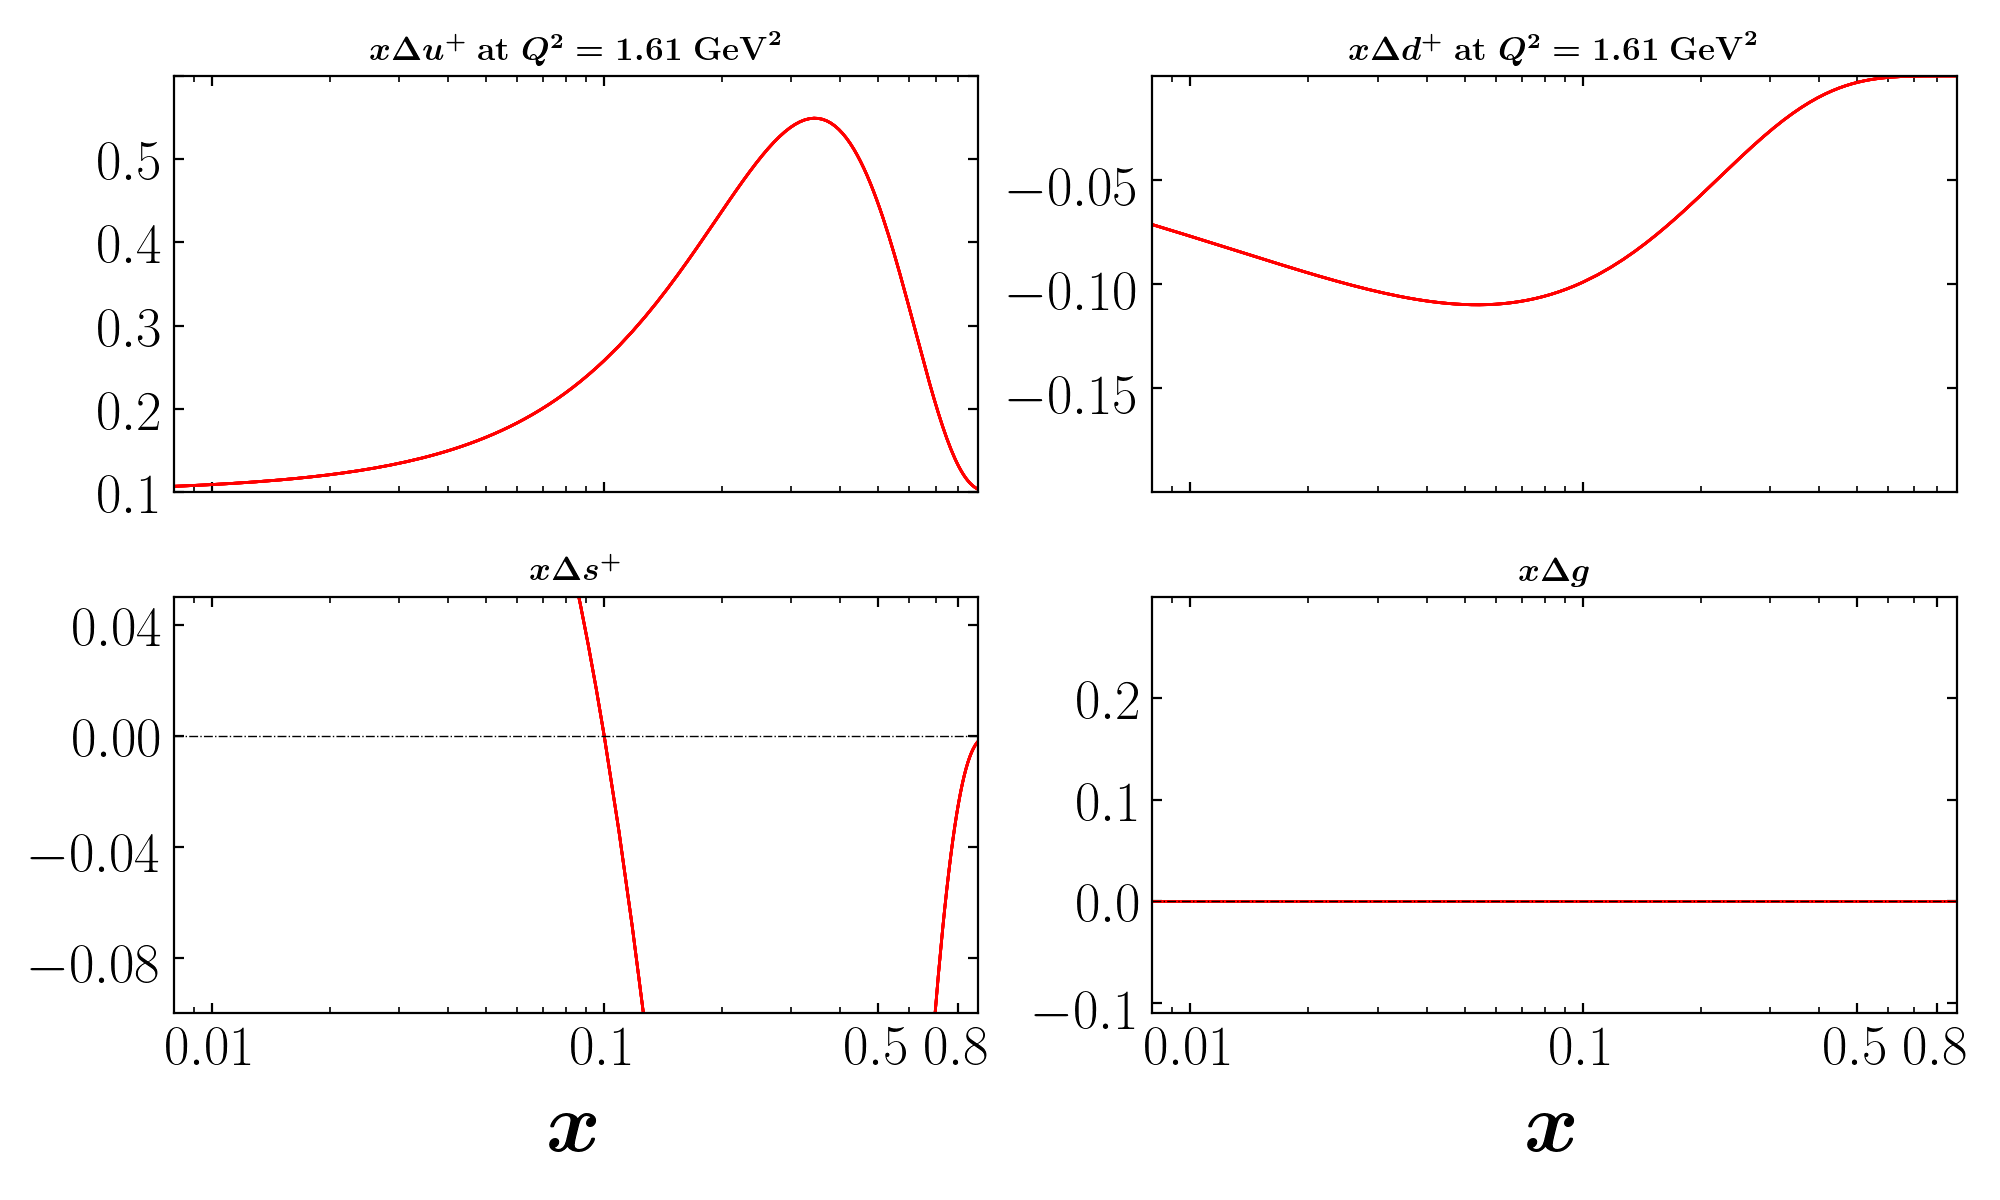 xΔu⁺ at Q² = 1.61 GeV²
0.5
0.4
0.3
0.2
0.1
xΔd⁺ at Q² = 1.61 GeV²
−0.05
−0.10
−0.15
xΔs⁺
0.04
0.00
−0.04
−0.08
0.01 0.1 0.5 0.8
x
xΔg
0.2
0.1
0.0
−0.1
0.01 0.1 0.5 0.8
x